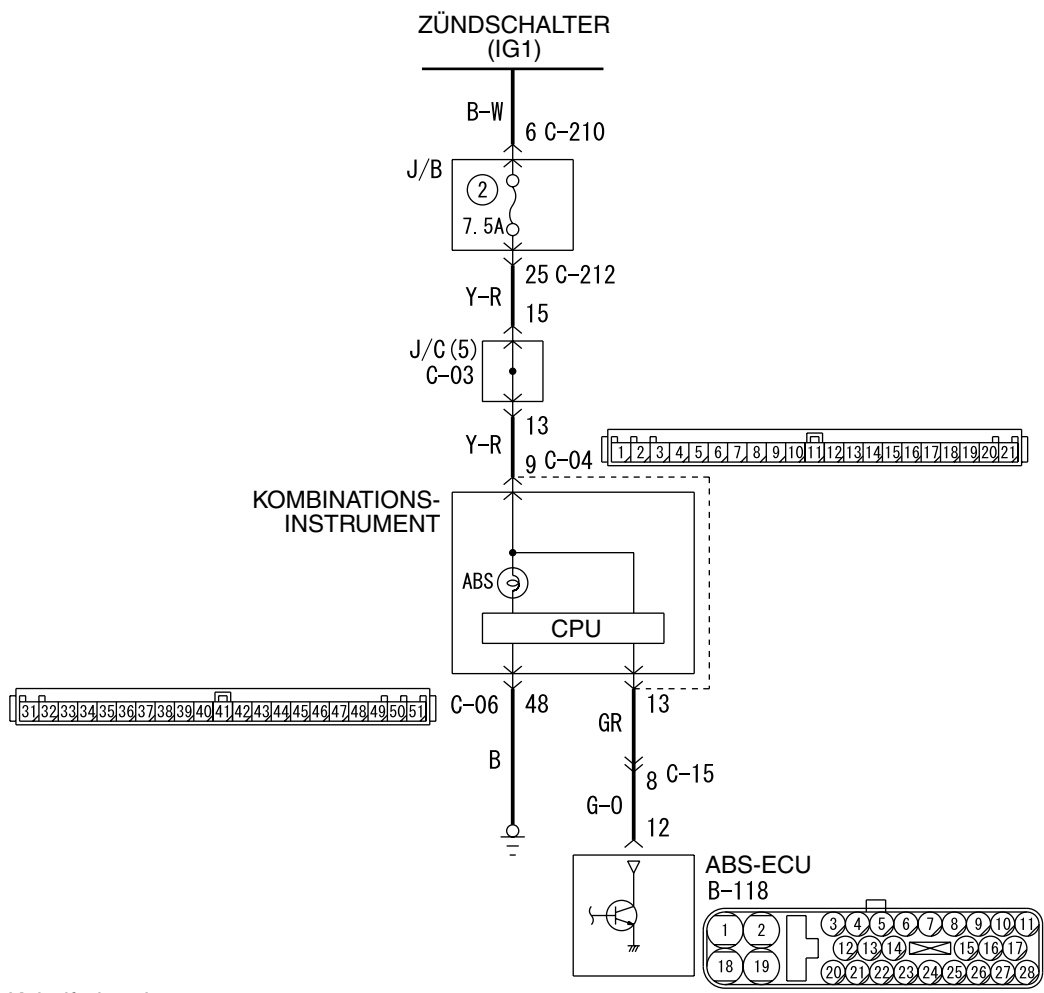 ZÜNDSCHALTER
(IG1)
B-W
6 C-210
J/B
2
7.5A
25 C-212
Y-R
15
J/C(5)
C-03
13
Y-R
9 C-04
1 2 3 4 5 6 7 8 9 10 11 12 13 14 15 16 17 18 19 20 21
KOMBINATIONS-
INSTRUMENT
ABS
CPU
31 32 33 34 35 36 37 38 39 40 41 42 43 44 45 46 47 48 49 50 51
C-06 48
13
GR
B
8 C-15
G-O
12
ABS-ECU
B-118
1 2 3 4 5 6 7 8 9 10 11
12 13 14 15 16 17
18 19 20 21 22 23 24 25 26 27 28